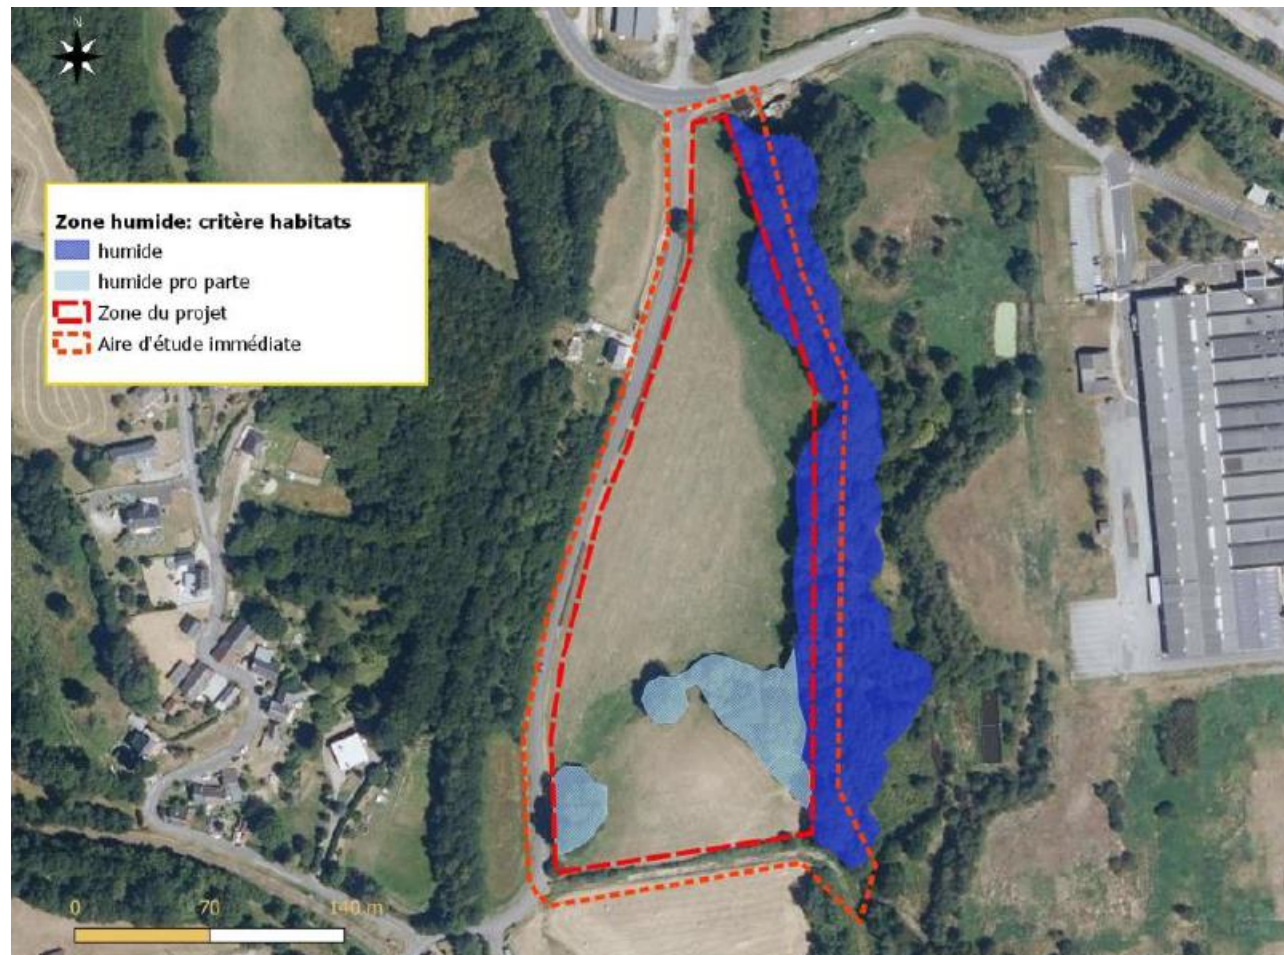 N
Zone humide: critère habitats
humide
humide pro parte
Zone du projet
Aire d'étude immédiate
0 70 140 m